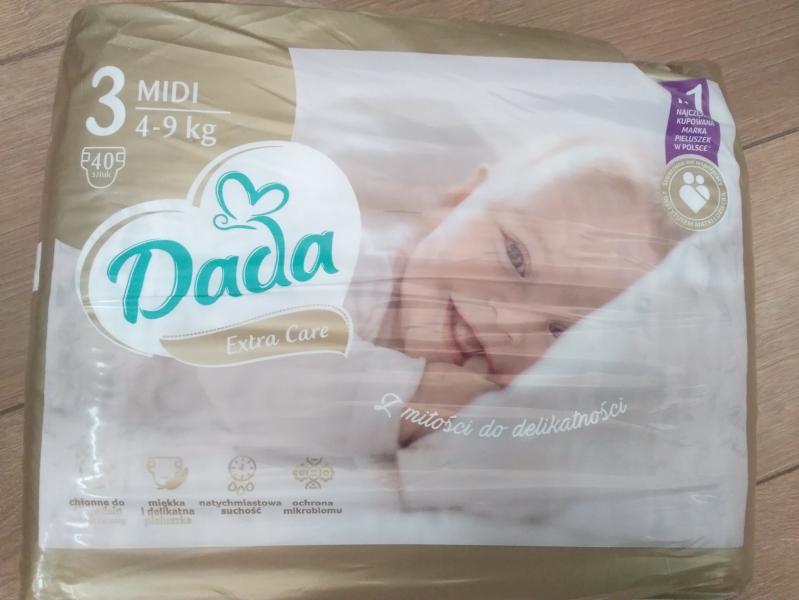 3 MIDI
4-9 kg
40
sztuk
Dada
Extra Care
1
KUPOWANA
MARKA
PIELUSZEK
W POLSCE
Z miłości do delikatności
chłonne do
miękka
i delikatna
pieluszka
natychmiastowa
suchość
ochrona
mikrobiomu